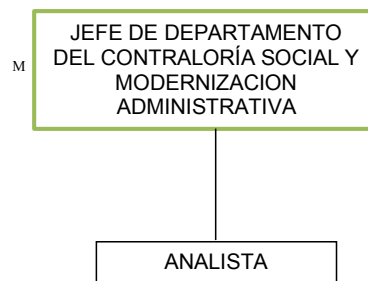 JEFE DE DEPARTAMENTO
M
DEL CONTRALORÍA SOCIAL Y
MODERNIZACION
ADMINISTRATIVA
ANALISTA